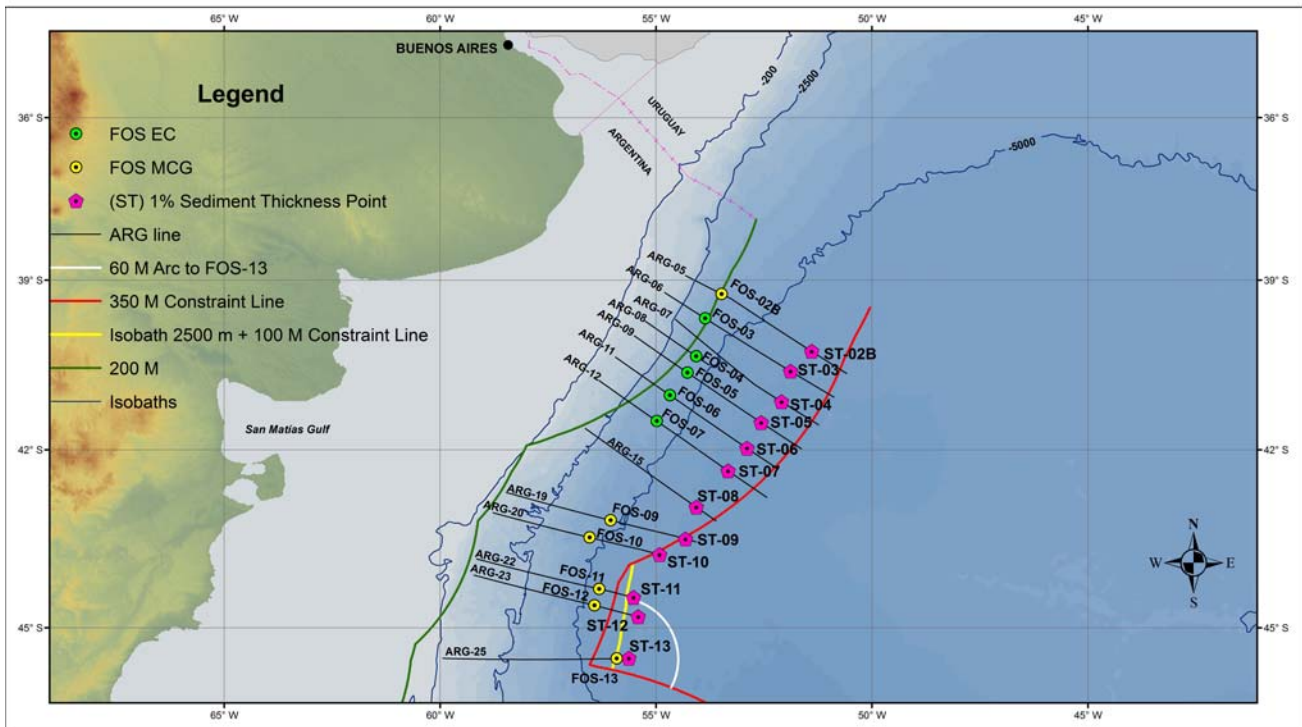 65° W
60° W
55° W
50° W
45° W
BUENOS AIRES
-200
-2500
-5000
URUGUAY
ARGENTINA
36° S
36° S
Legend
FOS EC
FOS MCG
(ST) 1% Sediment Thickness Point
ARG line
60 M Arc to FOS-13
350 M Constraint Line
Isobath 2500 m + 100 M Constraint Line
200 M
Isobaths
39° S
39° S
42° S
42° S
45° S
45° S
San Matías Gulf
ARG-05
ARG-06
ARG-07
ARG-08
ARG-09
ARG-11
ARG-12
ARG-15
ARG-19
ARG-20
ARG-22
ARG-23
ARG-25
FOS-02B
FOS-03
FOS-04
FOS-05
FOS-06
FOS-07
FOS-09
FOS-10
FOS-11
FOS-12
FOS-13
ST-02B
ST-03
ST-04
ST-05
ST-06
ST-07
ST-08
ST-09
ST-10
ST-11
ST-12
ST-13
N
W
E
S
65° W
60° W
55° W
50° W
45° W